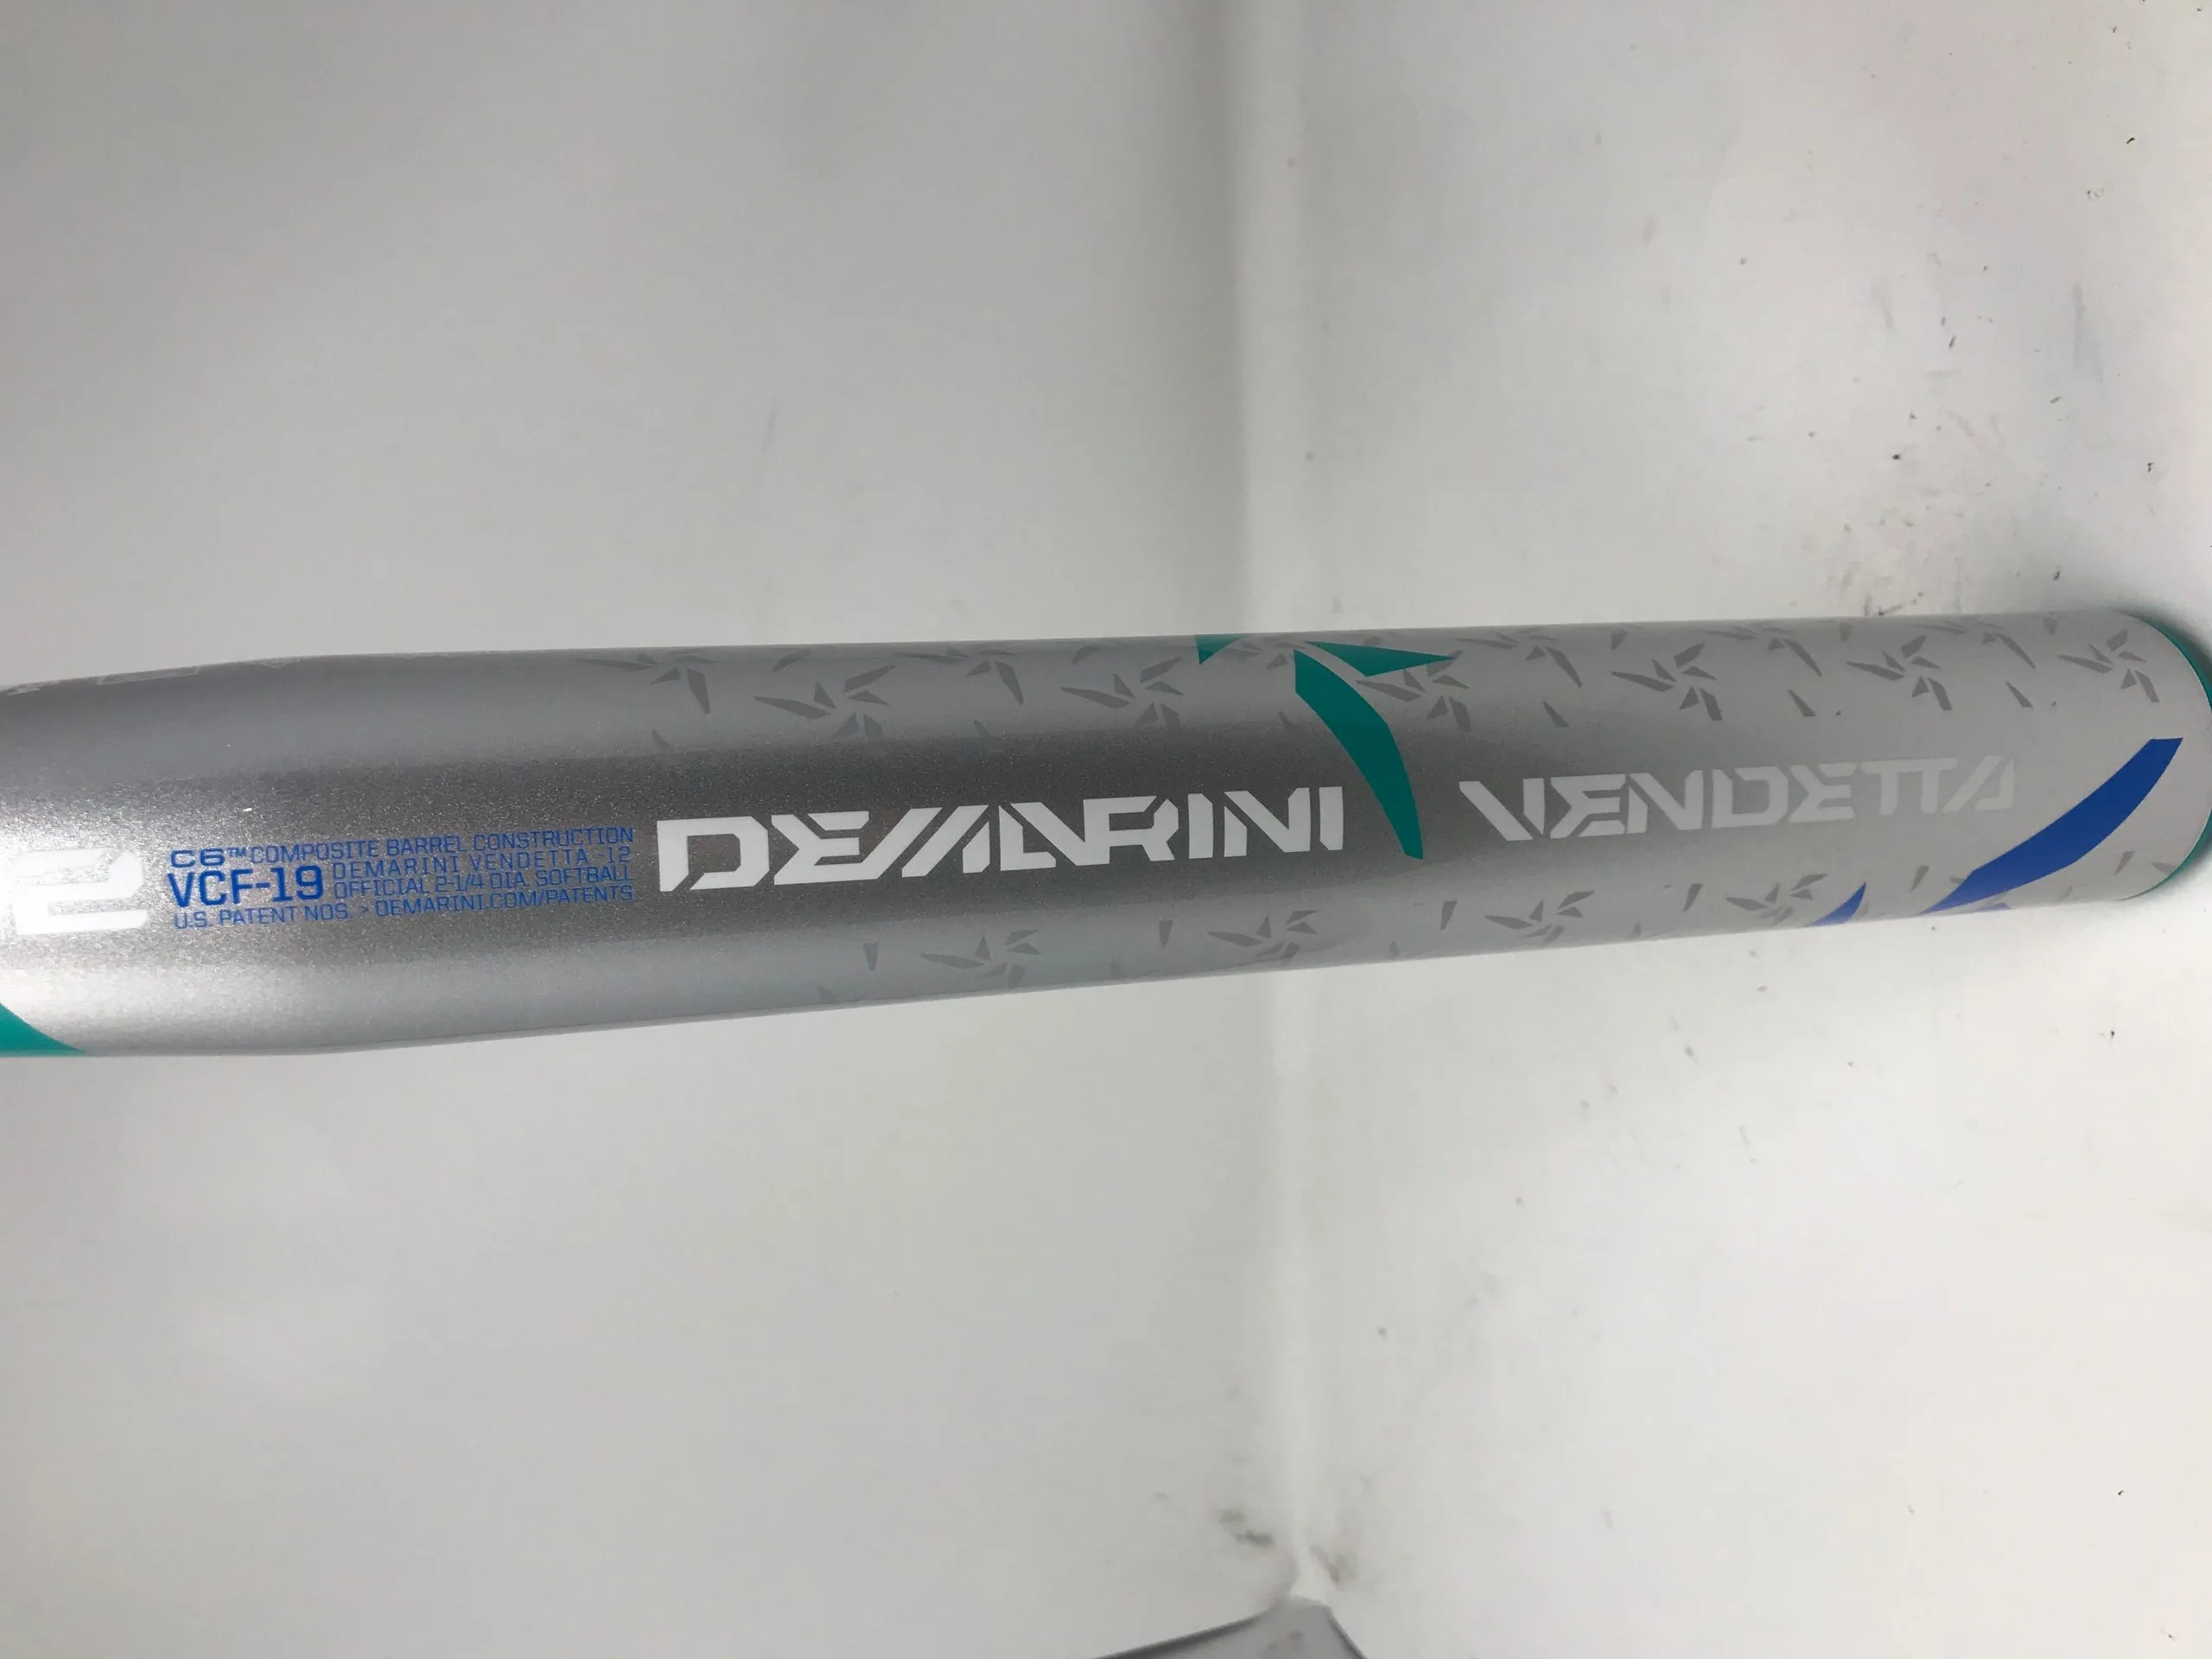 2
C6™ COMPOSITE BARREL CONSTRUCTION
VCF-19 DEMARINI VENDETTA -12
OFFICIAL 2-1/4 DIA. SOFTBALL
U.S. PATENT NOS. > DEMARINI.COM/PATENTS
DEMARINI
VENDETTA